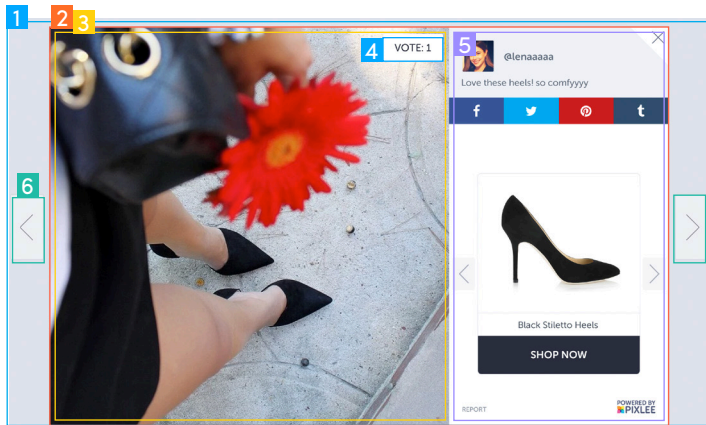 1
2
3
4
VOTE: 1
5
@lenaaaaa
Love these heels! so comfyyyy
f
t
6
Black Stiletto Heels
SHOP NOW
REPORT
POWERED BY
PIXLEE